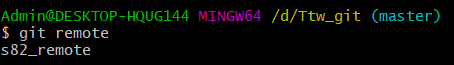 Admin@DESKTOP-HQUG144 MINGW64 /d/Ttw_git (master)
$ git remote
s82_remote